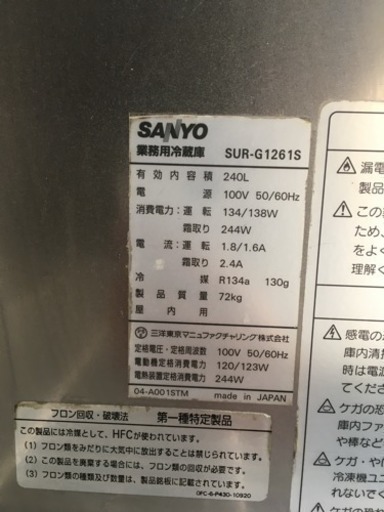 SANYO
業務用冷蔵庫 SUR-G1261S
有効内容積 240L
電源 100V 50/60Hz
消費電力:運転 134/138W
霜取り 244W
電流:運転 1.8/1.6A
霜取り 2.4A
冷媒 R134a 130g
製品質量 72kg
屋内用
三洋東京マニュファクチャリング株式会社
定格電圧・定格周波数 100V 50/60Hz
電動機定格消費電力 120/123W
電熱装置定格消費電力 244W
04-A001STM made in JAPAN
フロン回収・破壊法 第一種特定製品
この製品には冷媒として、HFCが使われています。
(1) フロンをみだりに大気中に放出することは禁じられています。
(2) この製品を廃棄する場合には、フロンの回収が必要です。
(3) フロンの種類及び数量は、製品銘板に記載されています。
OFC-6-P430-10920
漏電
製品
この
ため、
をよく
理解く
感電の
庫内清掃
時は電源
てくださ
ケガの恐
庫内ファ
や棒など
ケガ・や
冷凍機ユニ
れないで